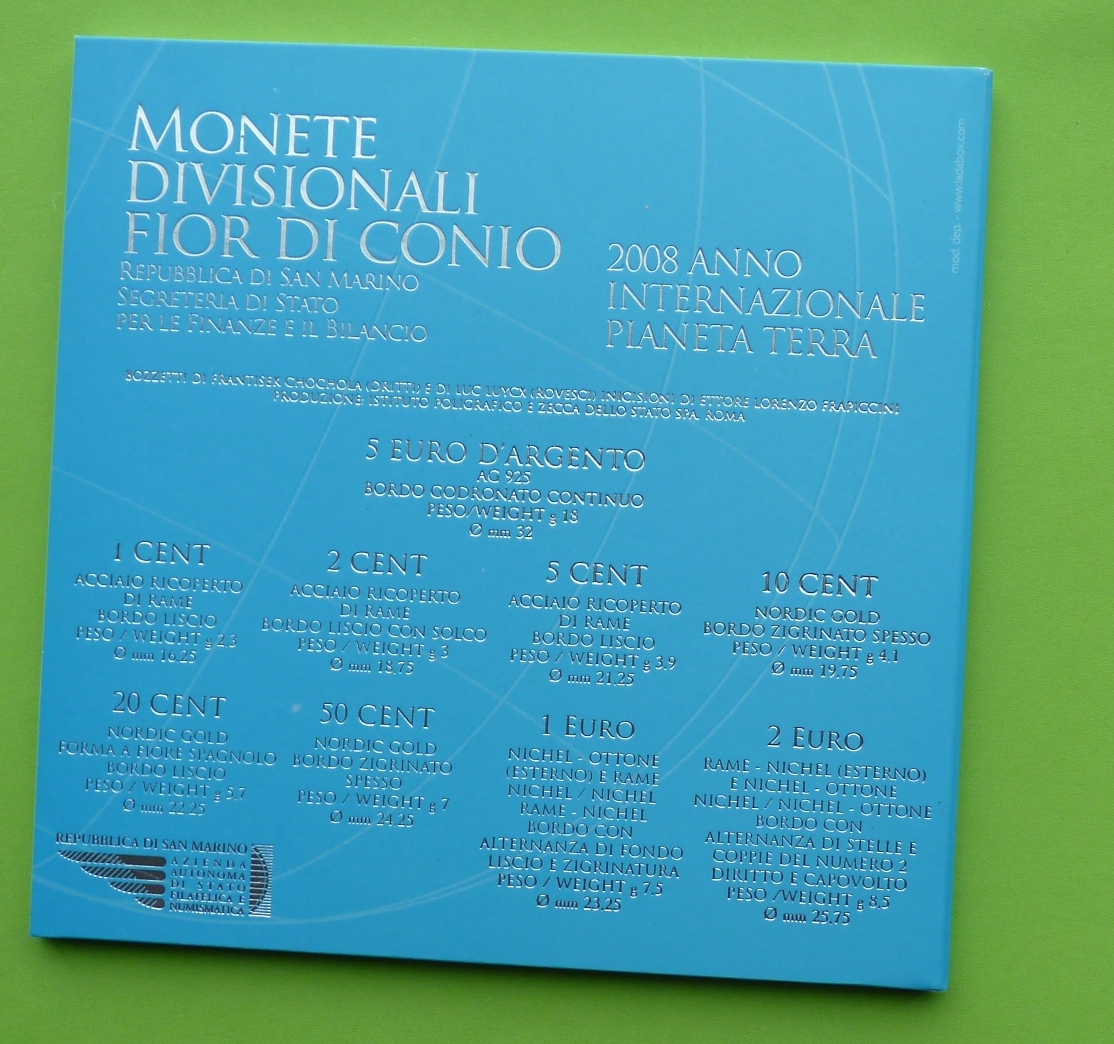 MONETE
DIVISIONALI
FIOR DI CONIO
REPUBBLICA DI SAN MARINO
SEGRETERIA DI STATO
PER LE FINANZE E IL BILANCIO
2008 ANNO
INTERNAZIONALE
PIANETA TERRA
mod. dep. - www.ladabox.com
BOZZETTI DI FRANTISEK CHOCHOLA (DRITTI) E DI LUC LUYCX (ROVESCI) INICISIONI DI ETTORE LORENZO FRAPICCINI
PRODUZIONE: ISTITUTO POLIGRAFICO E ZECCA DELLO STATO SPA, ROMA
5 EURO D'ARGENTO
AG 925
BORDO GODRONATO CONTINUO
PESO/WEIGHT g 18
Ø mm 32
1 CENT
ACCIAIO RICOPERTO
DI RAME
BORDO LISCIO
PESO / WEIGHT g 2.3
Ø mm 16.25
2 CENT
ACCIAIO RICOPERTO
DI RAME
BORDO LISCIO CON SOLCO
PESO / WEIGHT g 3
Ø mm 18,75
5 CENT
ACCIAIO RICOPERTO
DI RAME
BORDO LISCIO
PESO / WEIGHT g 3.9
Ø mm 21.25
10 CENT
NORDIC GOLD
BORDO ZIGRINATO SPESSO
PESO / WEIGHT g 4.1
Ø mm 19.75
20 CENT
NORDIC GOLD
FORMA A FIORE SPAGNOLO
BORDO LISCIO
PESO / WEIGHT g 5.7
Ø mm 22.25
50 CENT
NORDIC GOLD
BORDO ZIGRINATO
SPESSO
PESO / WEIGHT g 7
Ø mm 24.25
1 EURO
NICHEL - OTTONE
(ESTERNO) E RAME
NICHEL / NICHEL
RAME - NICHEL
BORDO CON
ALTERNANZA DI FONDO
LISCIO E ZIGRINATURA
PESO / WEIGHT g 7.5
Ø mm 23.25
2 EURO
RAME - NICHEL (ESTERNO)
E NICHEL - OTTONE
NICHEL / NICHEL - OTTONE
BORDO CON
ALTERNANZA DI STELLE E
COPPIE DEL NUMERO 2
DIRITTO E CAPOVOLTO
PESO /WEIGHT g 8.5
Ø mm 25.75
REPUBBLICA DI SAN MARINO
AZIENDA
AUTONOMA
DI STATO
FILATELICA E
NUMISMATICA